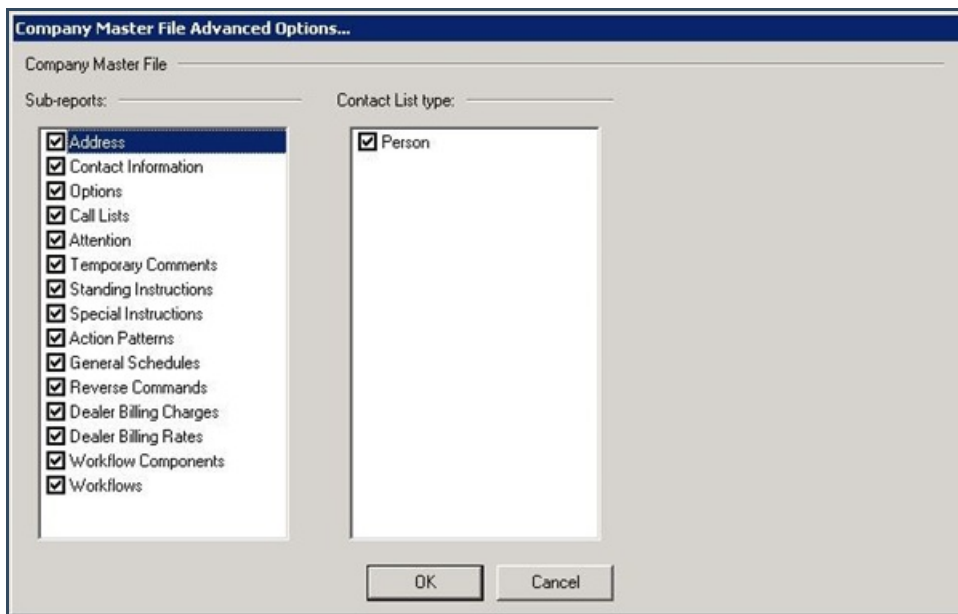 Company Master File Advanced Options...
Company Master File
Sub-reports:
Contact List type:
Address
Contact Information
Options
Call Lists
Attention
Temporary Comments
Standing Instructions
Special Instructions
Action Patterns
General Schedules
Reverse Commands
Dealer Billing Charges
Dealer Billing Rates
Workflow Components
Workflows
Person
OK
Cancel